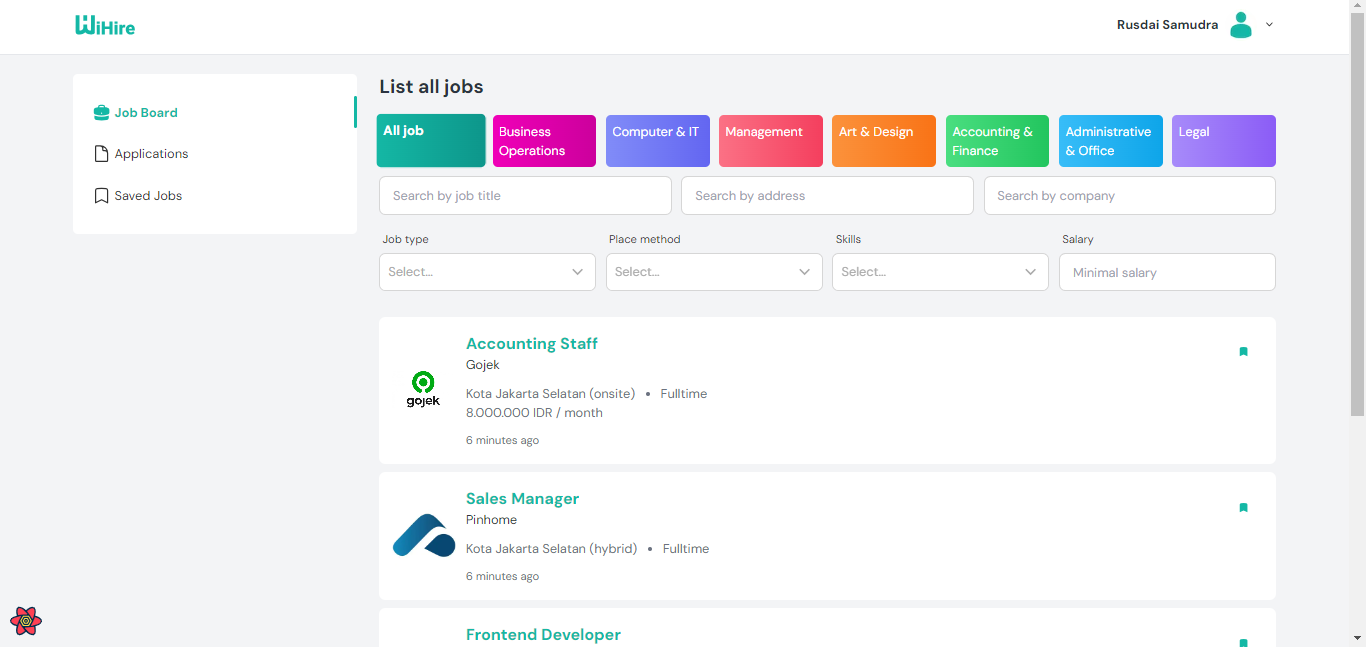 WiHire
Rusdai Samudra
Job Board
Applications
Saved Jobs
List all jobs
All job
Business
Operations
Computer & IT
Management
Art & Design
Accounting &
Finance
Administrative
& Office
Legal
Search by job title
Search by address
Search by company
Job type
Place method
Skills
Salary
Select...
Select...
Select...
Minimal salary
gojek
Accounting Staff
Gojek
Kota Jakarta Selatan (onsite) • Fulltime
8.000.000 IDR / month
6 minutes ago
Sales Manager
Pinhome
Kota Jakarta Selatan (hybrid) • Fulltime
6 minutes ago
Frontend Developer